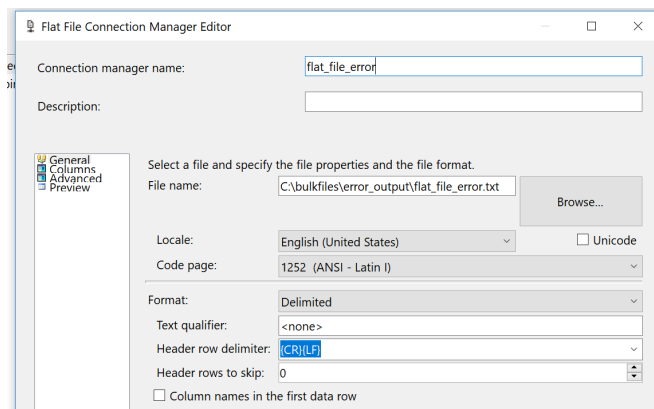 Flat File Connection Manager Editor
Connection manager name: flat_file_error
Description:
General
Columns
Advanced
Preview
Select a file and specify the file properties and the file format.
File name: C:\bulkfiles\error_output\flat_file_error.txt
Browse...
Locale: English (United States)
Unicode
Code page: 1252 (ANSI - Latin I)
Format: Delimited
Text qualifier: <none>
Header row delimiter: {CR}{LF}
Header rows to skip: 0
Column names in the first data row